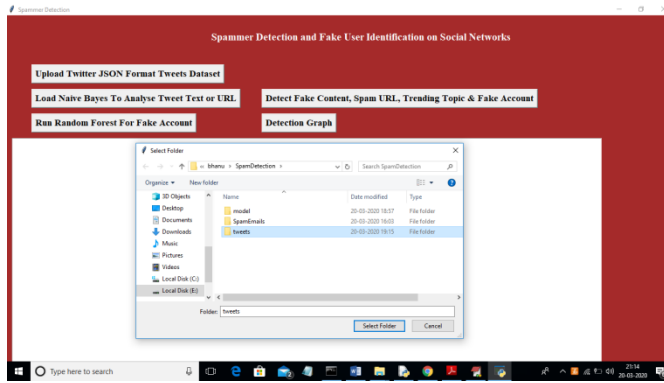 Spammer Detection
Spammer Detection and Fake User Identification on Social Networks
Upload Twitter JSON Format Tweets Dataset
Load Naive Bayes To Analyse Tweet Text or URL
Detect Fake Content, Spam URL, Trending Topic & Fake Account
Run Random Forest For Fake Account
Detection Graph
Select Folder
« bhanu › SpamDetection ›
Search SpamDetection
Organize
New folder
3D Objects
Desktop
Documents
Downloads
Music
Pictures
Videos
Local Disk (C:)
Local Disk (E:)
Name Date modified Type
model 20-03-2020 18:57 File folder
SpamEmails 20-03-2020 16:03 File folder
tweets 20-03-2020 19:15 File folder
Folder: tweets
Select Folder Cancel
Type here to search
21:14
20-03-2020